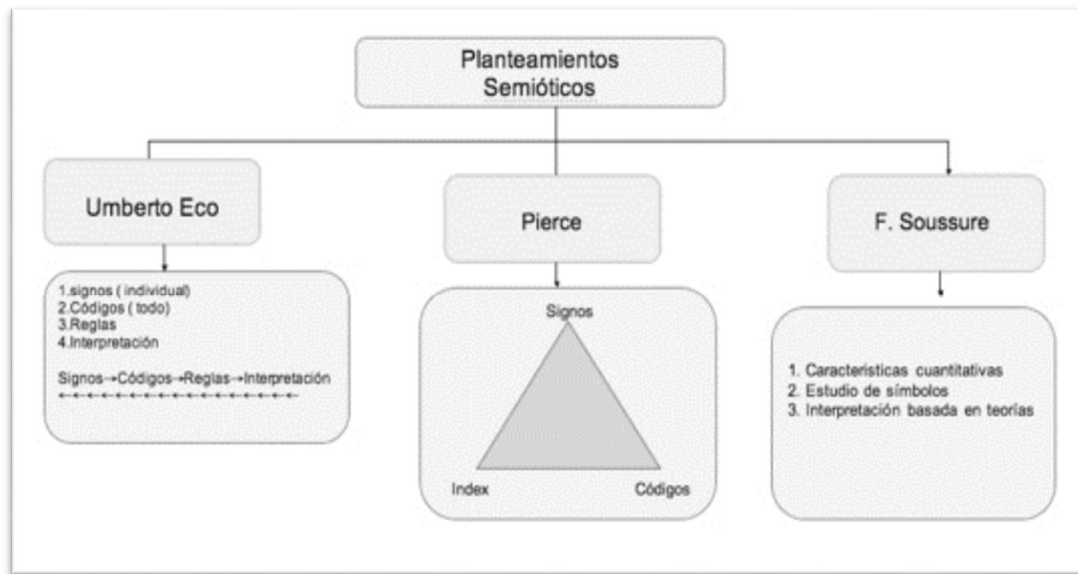 Planteamientos
Semióticos
Umberto Eco
1.signos ( individual)
2.Códigos ( todo)
3.Reglas
4.Interpretación
Signos→Códigos→Reglas→Interpretación
Pierce
Signos
Index
Códigos
F. Soussure
1. Características cuantitativas
2. Estudio de símbolos
3. Interpretación basada en teorías